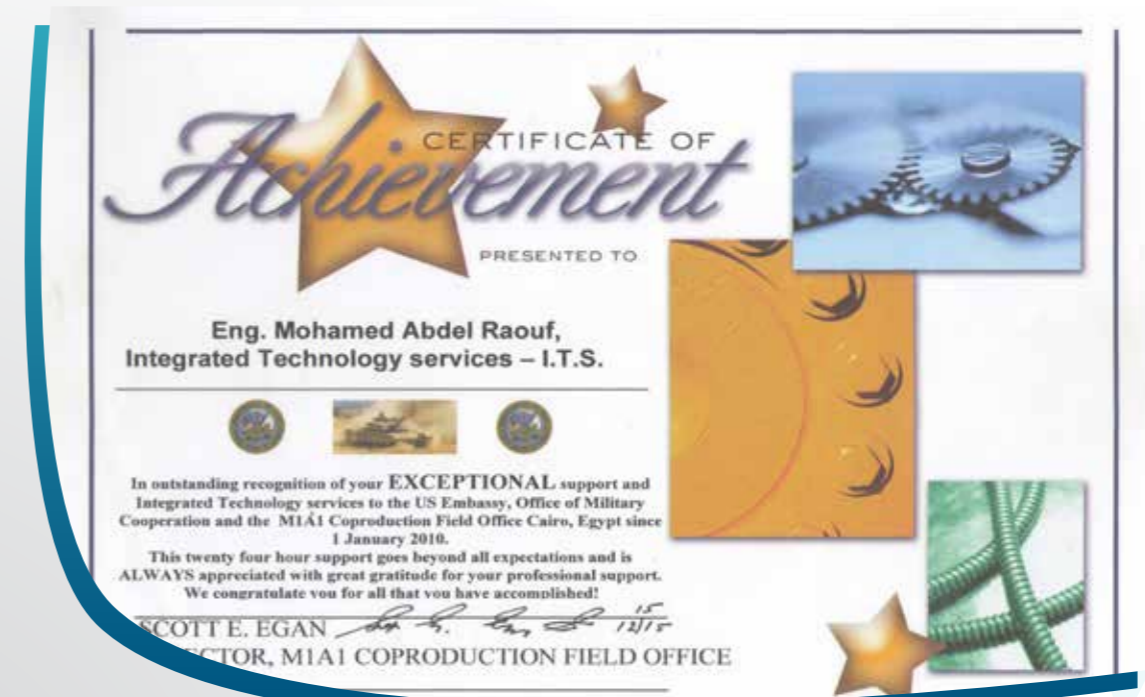 CERTIFICATE OF
Achievement
PRESENTED TO
Eng. Mohamed Abdel Raouf,
Integrated Technology services – I.T.S.
In outstanding recognition of your EXCEPTIONAL support and
Integrated Technology services to the US Embassy, Office of Military
Cooperation and the M1A1 Coproduction Field Office Cairo, Egypt since
1 January 2010.
This twenty four hour support goes beyond all expectations and is
ALWAYS appreciated with great gratitude for your professional support.
We congratulate you for all that you have accomplished!
SCOTT E. EGAN 15
12/15
ECTOR, M1A1 COPRODUCTION FIELD OFFICE